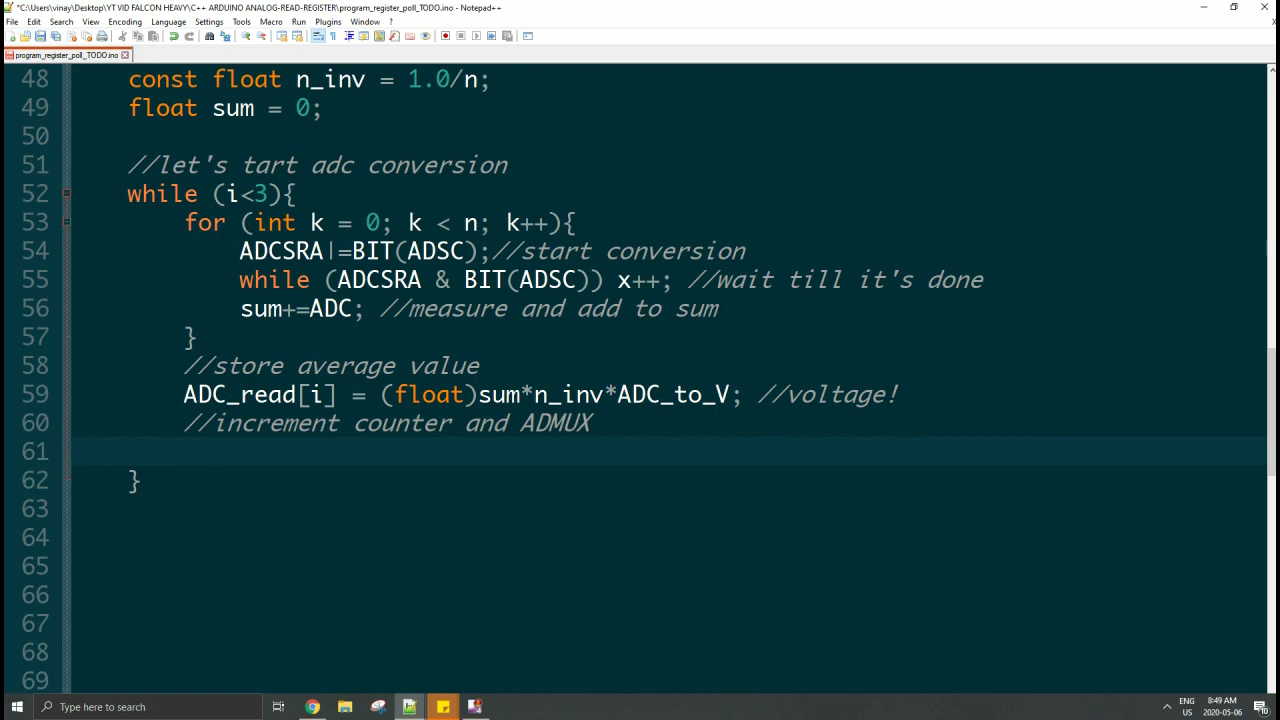 *C:\Users\vinay\Desktop\YT VID FALCON HEAVY\C++ ARDUINO ANALOG-READ-REGISTER\program_register_poll_TODO.ino - Notepad++
File Edit Search View Encoding Language Settings Tools Macro Run Plugins Window ?
program_register_poll_TODO.ino
48 const float n_inv = 1.0/n;
49 float sum = 0;
50
51 //let's tart adc conversion
52 while (i<3){
53 for (int k = 0; k < n; k++){
54 ADCSRA|=BIT(ADSC);//start conversion
55 while (ADCSRA & BIT(ADSC)) x++; //wait till it's done
56 sum+=ADC; //measure and add to sum
57 }
58 //store average value
59 ADC_read[i] = (float)sum*n_inv*ADC_to_V; //voltage!
60 //increment counter and ADMUX
61
62 }
63
64
65
66
67
68
69
Type here to search
ENG
US
8:49 AM
2020-05-06
10